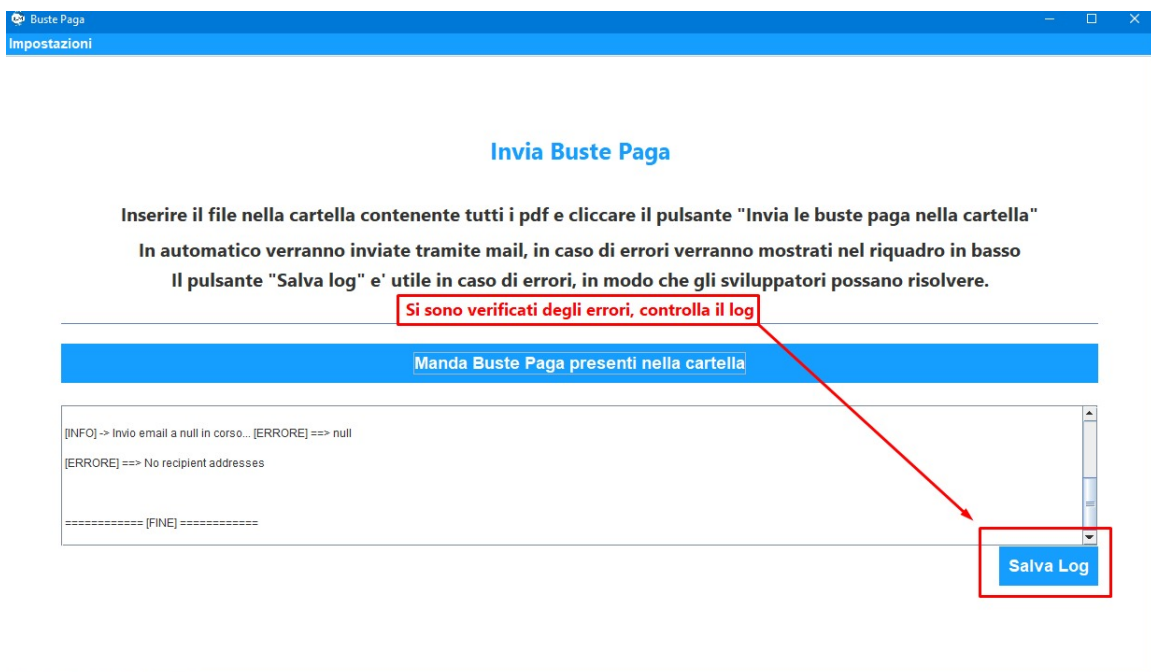 Buste Paga
Impostazioni
Invia Buste Paga
Inserire il file nella cartella contenente tutti i pdf e cliccare il pulsante "Invia le buste paga nella cartella"
In automatico verranno inviate tramite mail, in caso di errori verranno mostrati nel riquadro in basso
Il pulsante "Salva log" e' utile in caso di errori, in modo che gli sviluppatori possano risolvere.
Si sono verificati degli errori, controlla il log
Manda Buste Paga presenti nella cartella
[INFO] -> Invio email a null in corso... [ERRORE] ==> null
[ERRORE] ==> No recipient addresses
============ [FINE] ============
Salva Log